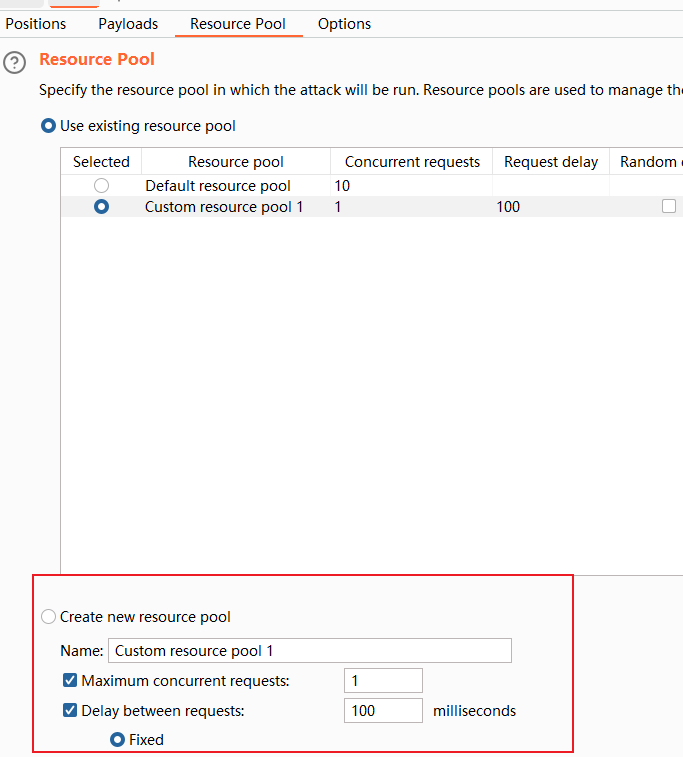 Positions Payloads Resource Pool Options
? Resource Pool
Specify the resource pool in which the attack will be run. Resource pools are used to manage
Use existing resource pool
Selected Resource pool Concurrent requests Request delay Random
Default resource pool 10
Custom resource pool 1 1 100
Create new resource pool
Name: Custom resource pool 1
Maximum concurrent requests: 1
Delay between requests: 100 milliseconds
Fixed